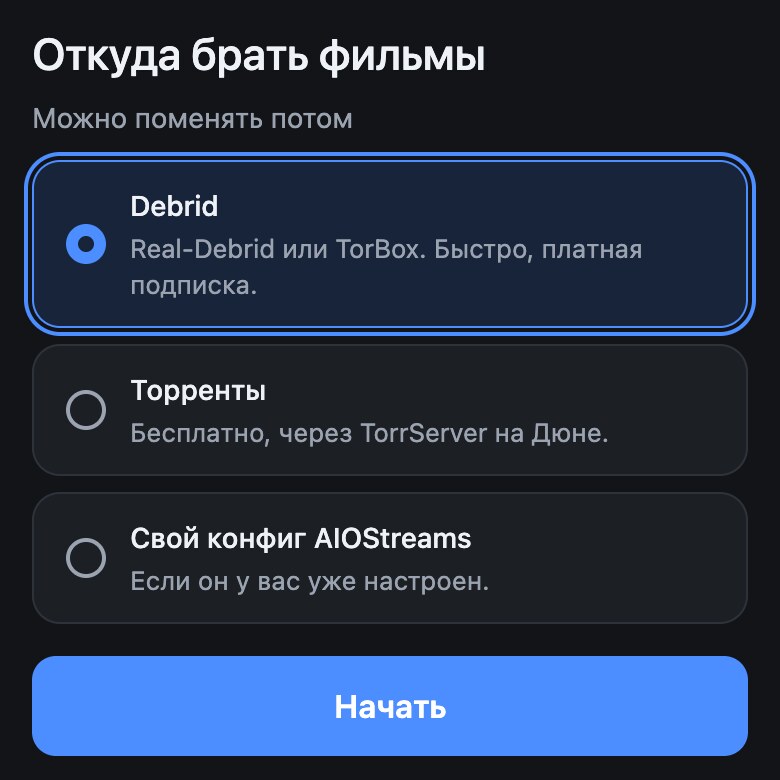 Откуда брать фильмы
Можно поменять потом
Debrid
Real-Debrid или TorBox. Быстро, платная
подписка.
Торренты
Бесплатно, через TorrServer на Дюне.
Свой конфиг AIOStreams
Если он у вас уже настроен.
Начать